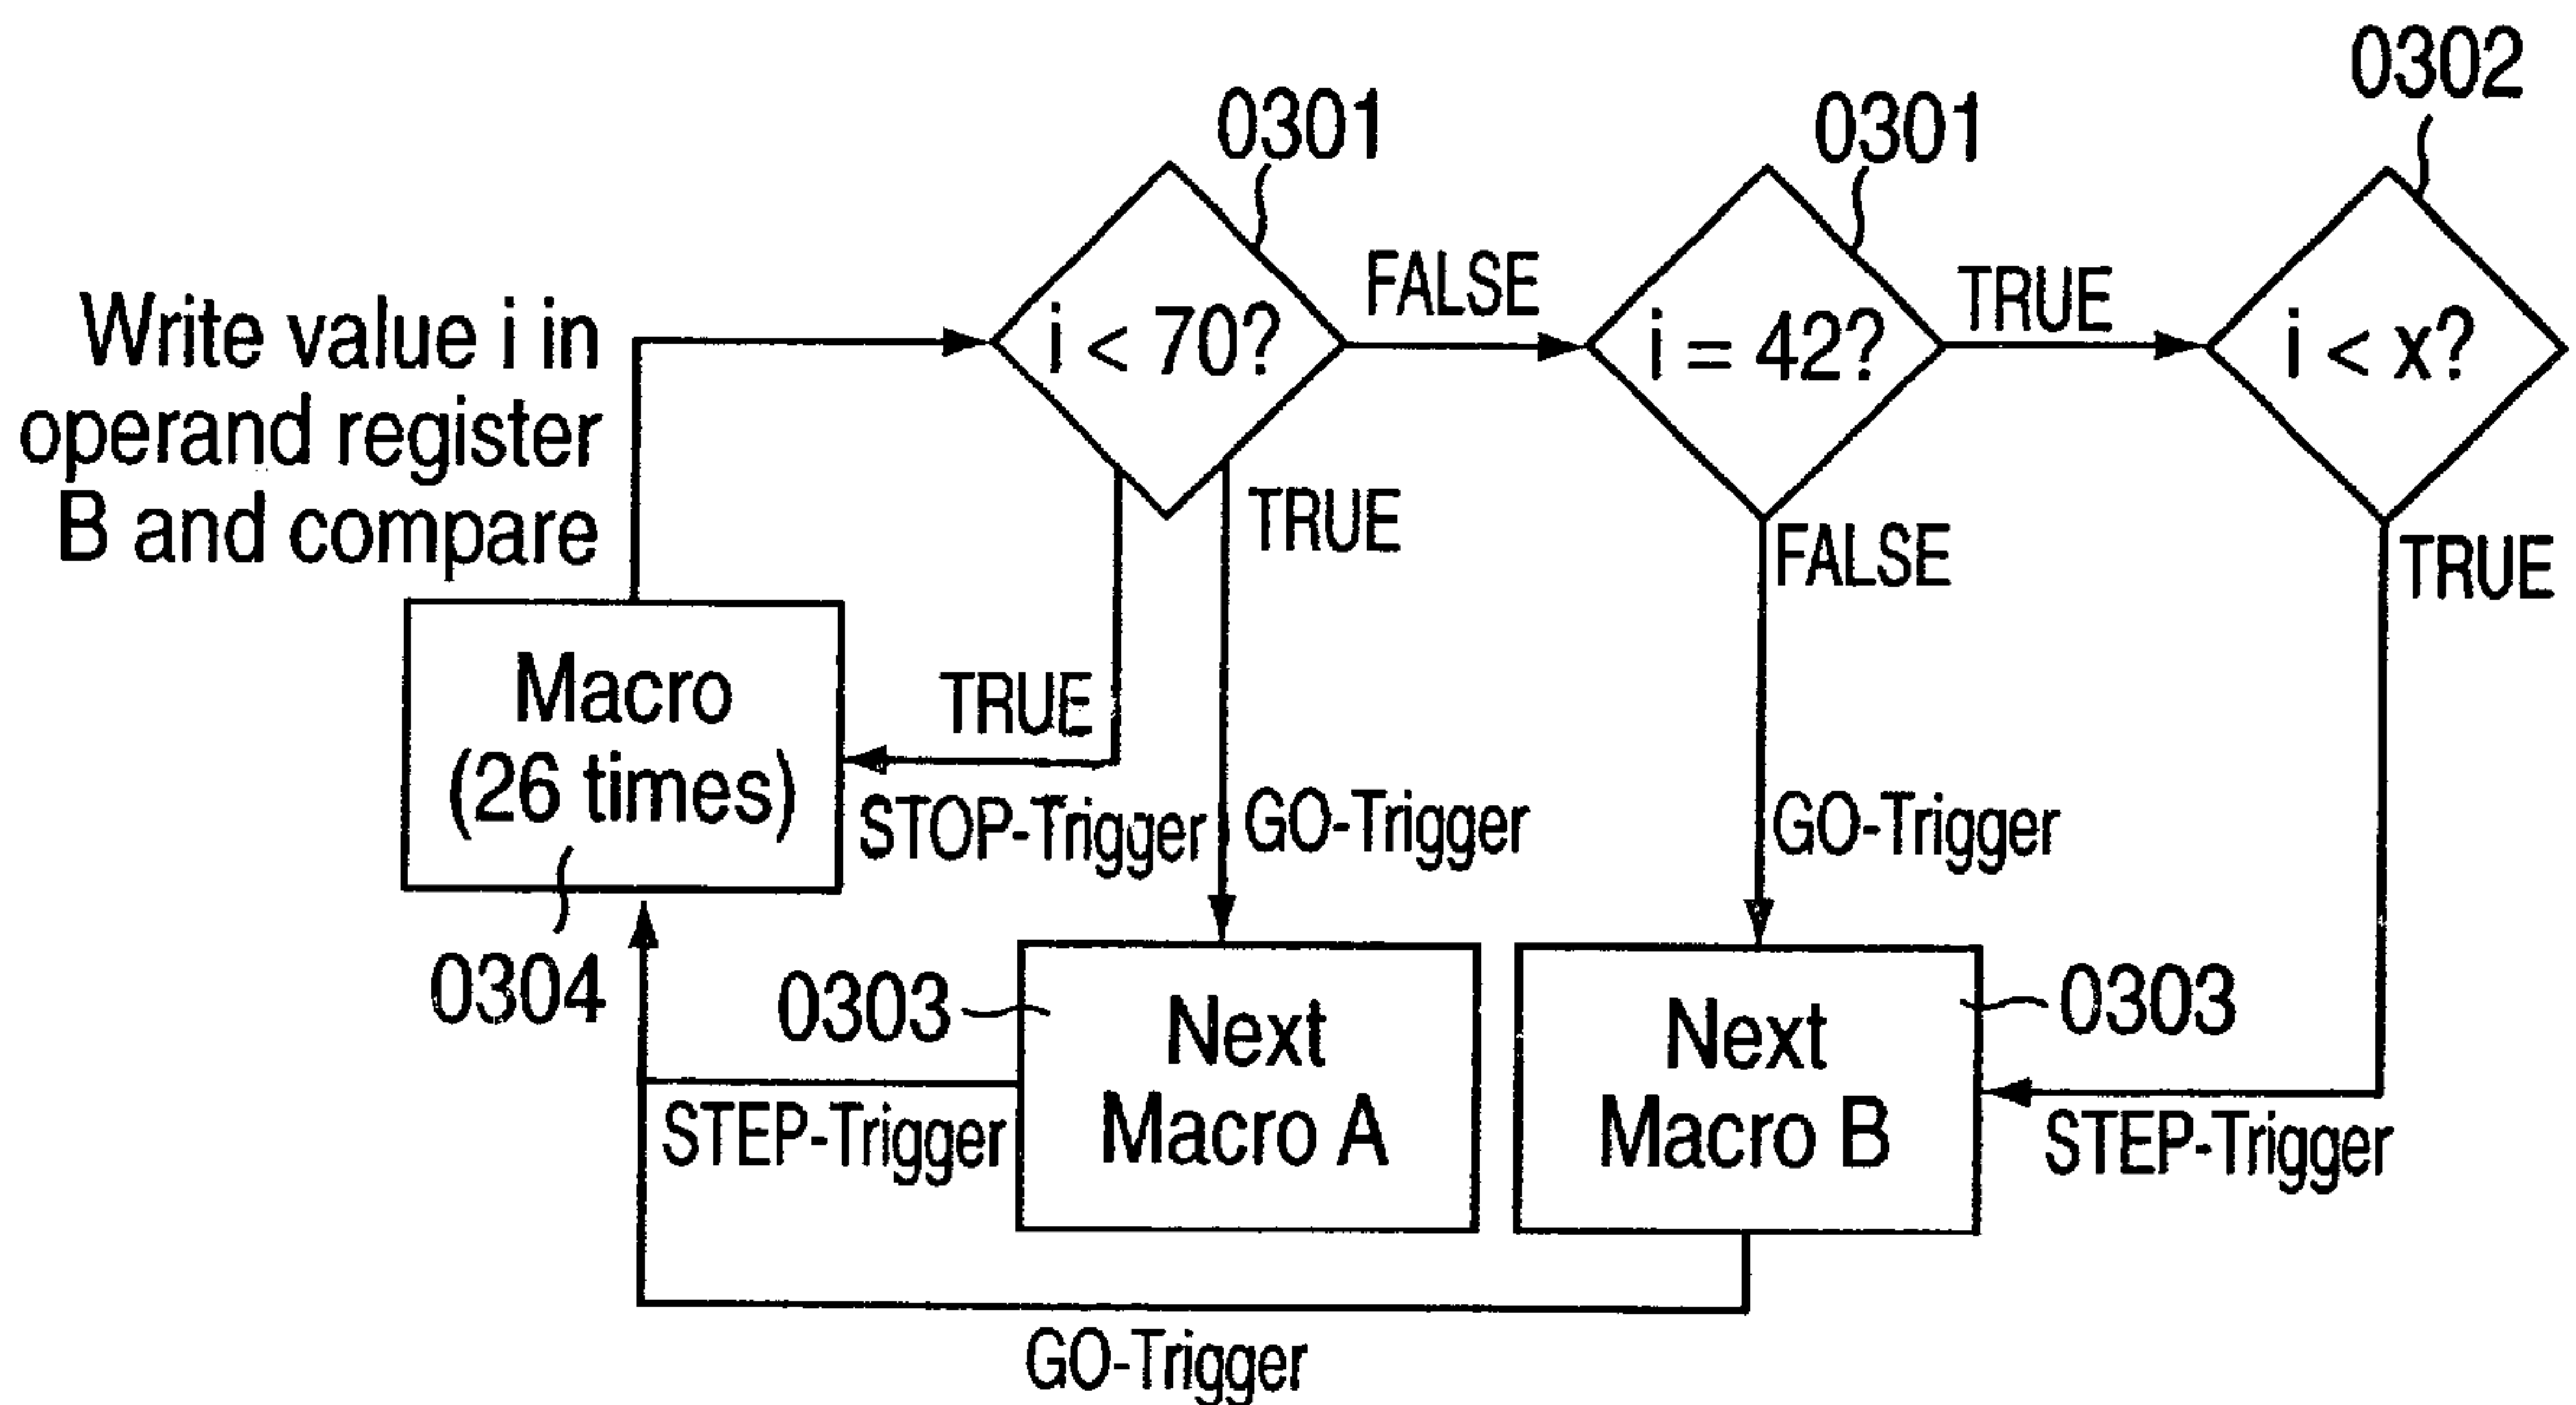 0302
0301
0301
Write value i in
operand register
B and compare
i < 70?
FALSE
i = 42?
TRUE
i < x?
TRUE
FALSE
TRUE
Macro
(26 times)
TRUE
STOP-Trigger
GO-Trigger
GO-Trigger
0304
0303
Next
Macro A
Next
Macro B
0303
STEP-Trigger
STEP-Trigger
GO-Trigger